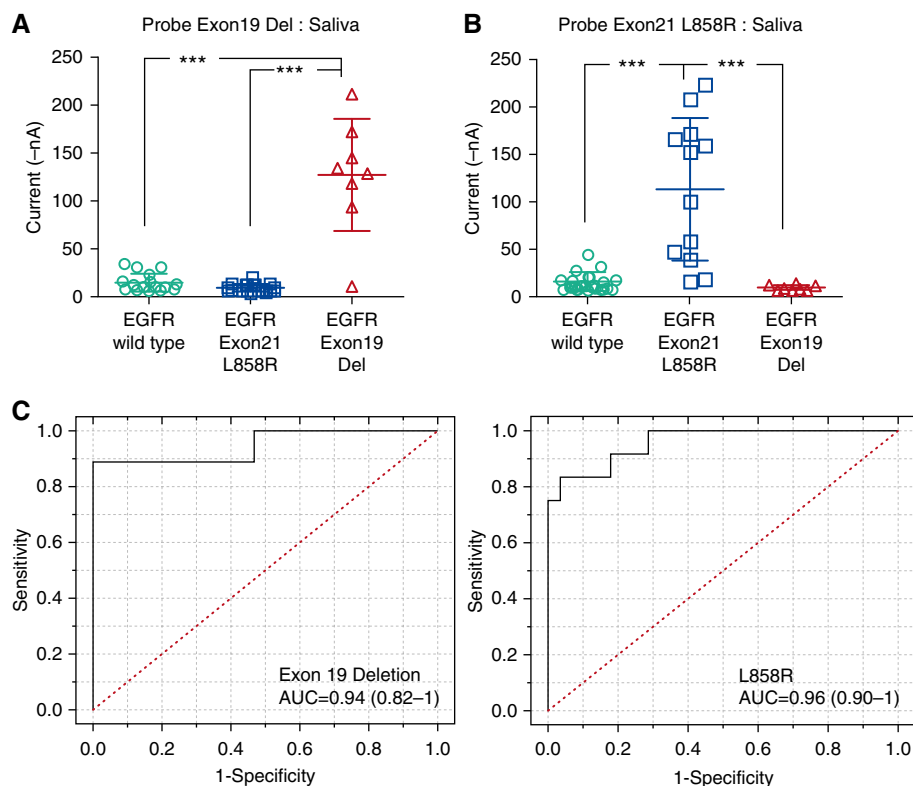 A
Probe Exon19 Del : Saliva
250
200
150
100
50
0
Current (–nA)
***
***
EGFR
wild type
EGFR
Exon21
L858R
EGFR
Exon19
Del
B
Probe Exon21 L858R : Saliva
250
200
150
100
50
0
Current (–nA)
***
***
EGFR
wild type
EGFR
Exon21
L858R
EGFR
Exon19
Del
C
1.0
0.8
0.6
0.4
0.2
0.0
Sensitivity
Exon 19 Deletion
AUC=0.94 (0.82–1)
0.0 0.2 0.4 0.6 0.8 1.0
1-Specificity
1.0
0.8
0.6
0.4
0.2
0.0
Sensitivity
L858R
AUC=0.96 (0.90–1)
0.0 0.2 0.4 0.6 0.8 1.0
1-Specificity